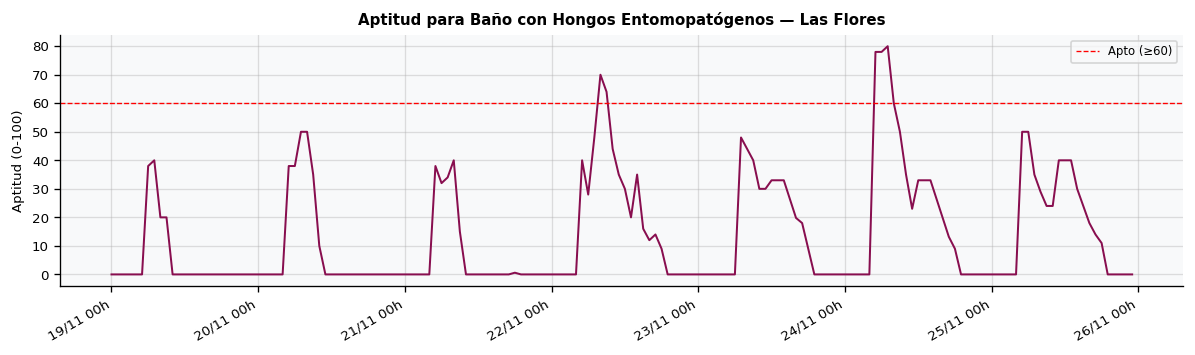 Aptitud para Baño con Hongos Entomopatógenos — Las Flores
Apto (≥60)
Aptitud (0-100)
80
70
60
50
40
30
20
10
0
19/11 00h
20/11 00h
21/11 00h
22/11 00h
23/11 00h
24/11 00h
25/11 00h
26/11 00h